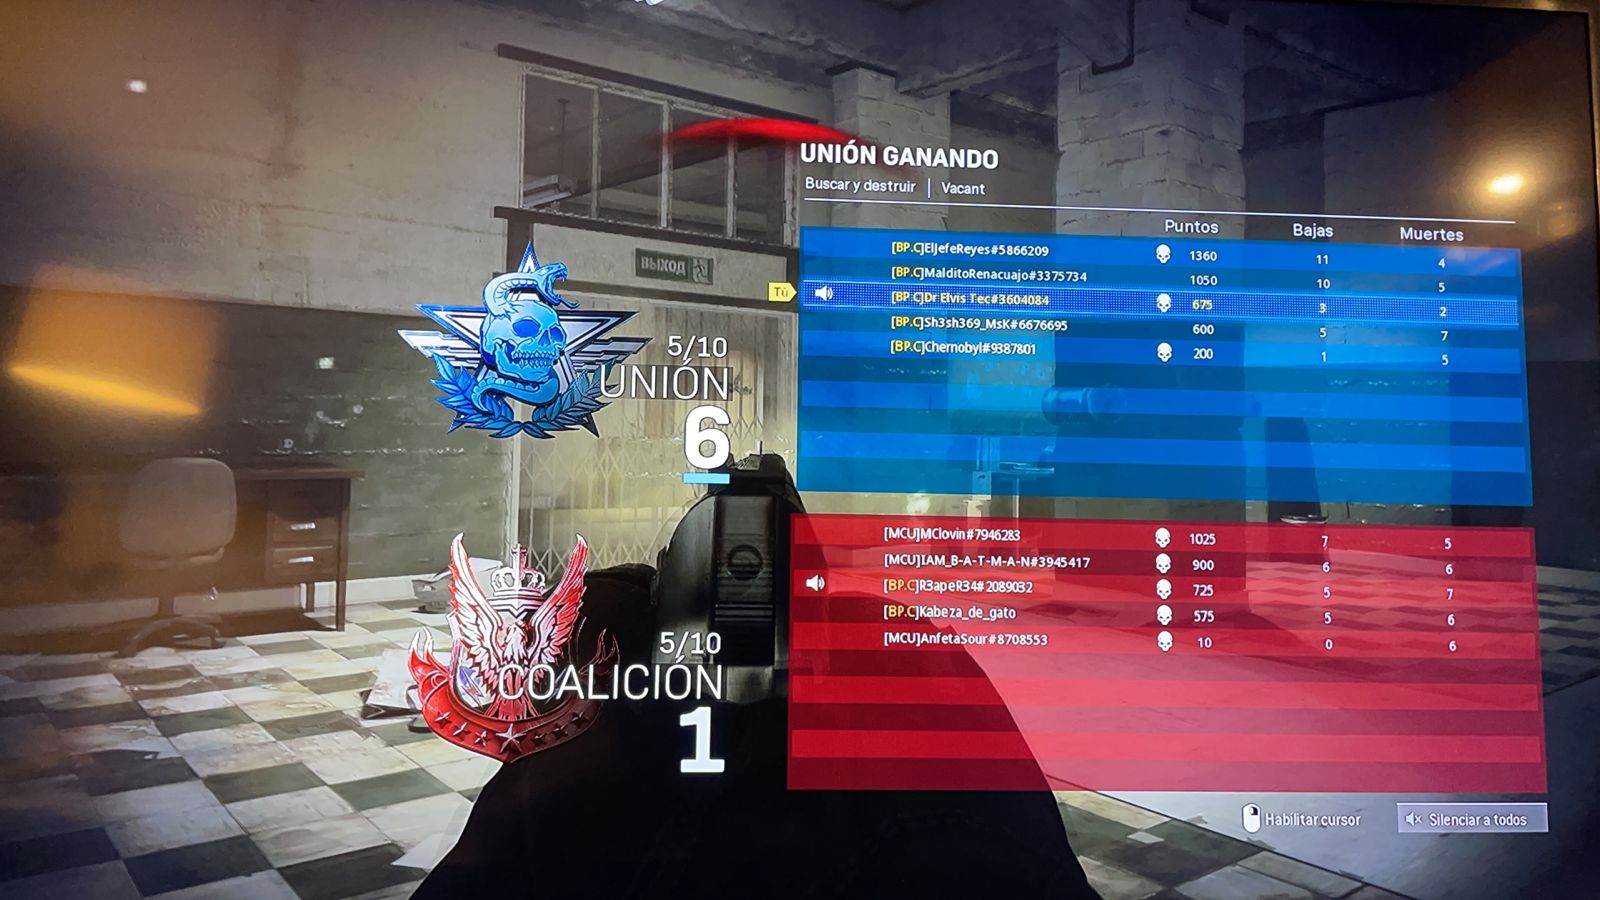 UNIÓN GANANDO
Buscar y destruir | Vacant
Puntos Bajas Muertes
[BP.C]ElJefeReyes#5866209 1360 11 4
[BP.C]MalditoRenacuajo#3375734 1050 10 5
Tú [BP.C]Dr Elvis Tec#3604084 675 3 2
[BP.C]Sh3sh369_MsK#6676695 600 5 7
[BP.C]Chernobyl#9387801 200 1 5
ВЫХОД
5/10
UNIÓN
6
[MCU]MClovin#7946283 1025 7 5
[MCU]IAM_B-A-T-M-A-N#3945417 900 6 6
[BP.C]R3apeR34#2089032 725 5 7
[BP.C]Kabeza_de_gato 575 5 6
[MCU]AnfetaSour#8708553 10 0 6
5/10
COALICIÓN
1
Habilitar cursor
Silenciar a todos